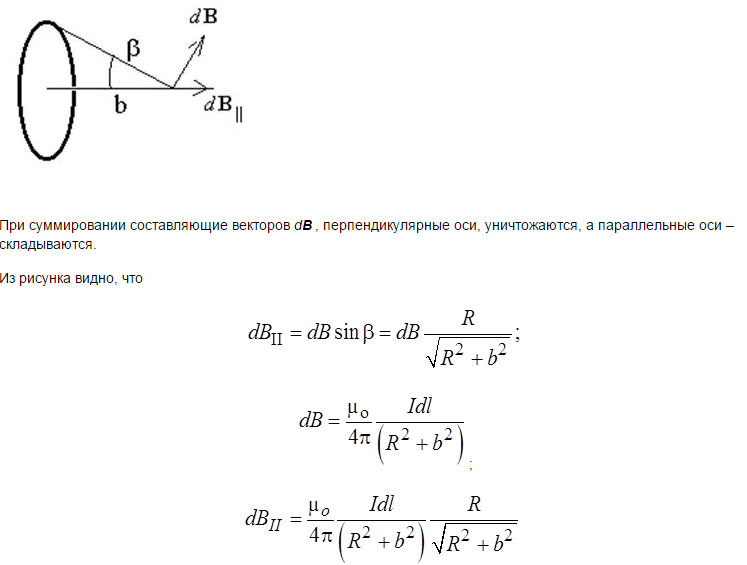 dB
β
b
dB||
При суммировании составляющие векторов dB , перпендикулярные оси, уничтожаются, а параллельные оси –
складываются.
Из рисунка видно, что
dB_II = dB sin β = dB R / √(R² + b²) ;
dB = μ₀/4π Idl/(R² + b²) ;
dB_II = μ₀/4π Idl/(R² + b²) R/√(R² + b²)